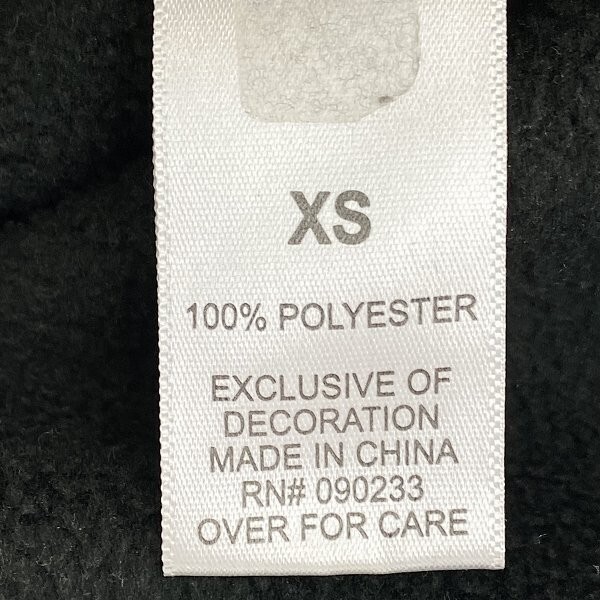 XS
100% POLYESTER
EXCLUSIVE OF
DECORATION
MADE IN CHINA
RN# 090233
OVER FOR CARE